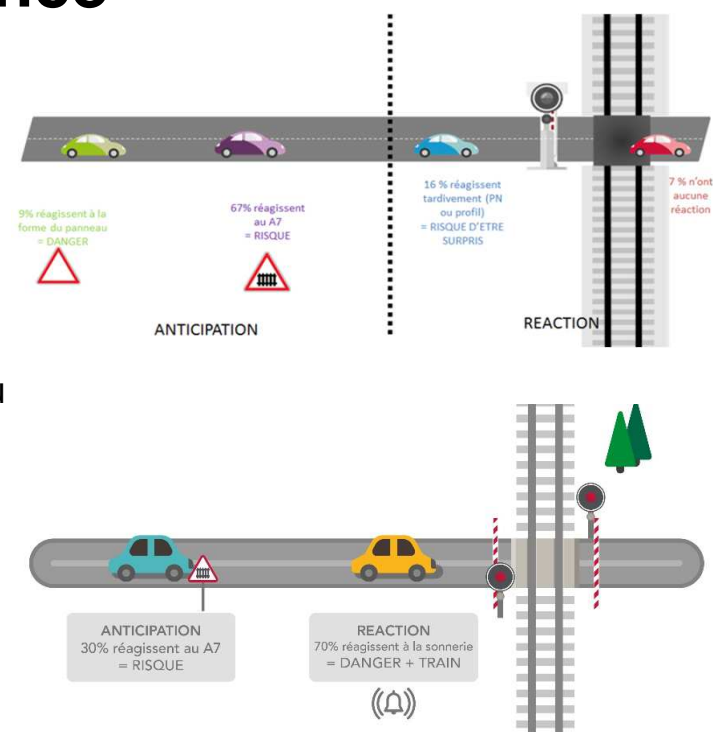 9% réagissent à la
forme du panneau
= DANGER
67% réagissent
au A7
= RISQUE
16 % réagissent
tardivement (PN
ou profil)
= RISQUE D'ETRE
SURPRIS
7 % n'ont
aucune
réaction
ANTICIPATION
REACTION
ANTICIPATION
30% réagissent au A7
= RISQUE
REACTION
70% réagissent à la sonnerie
= DANGER + TRAIN